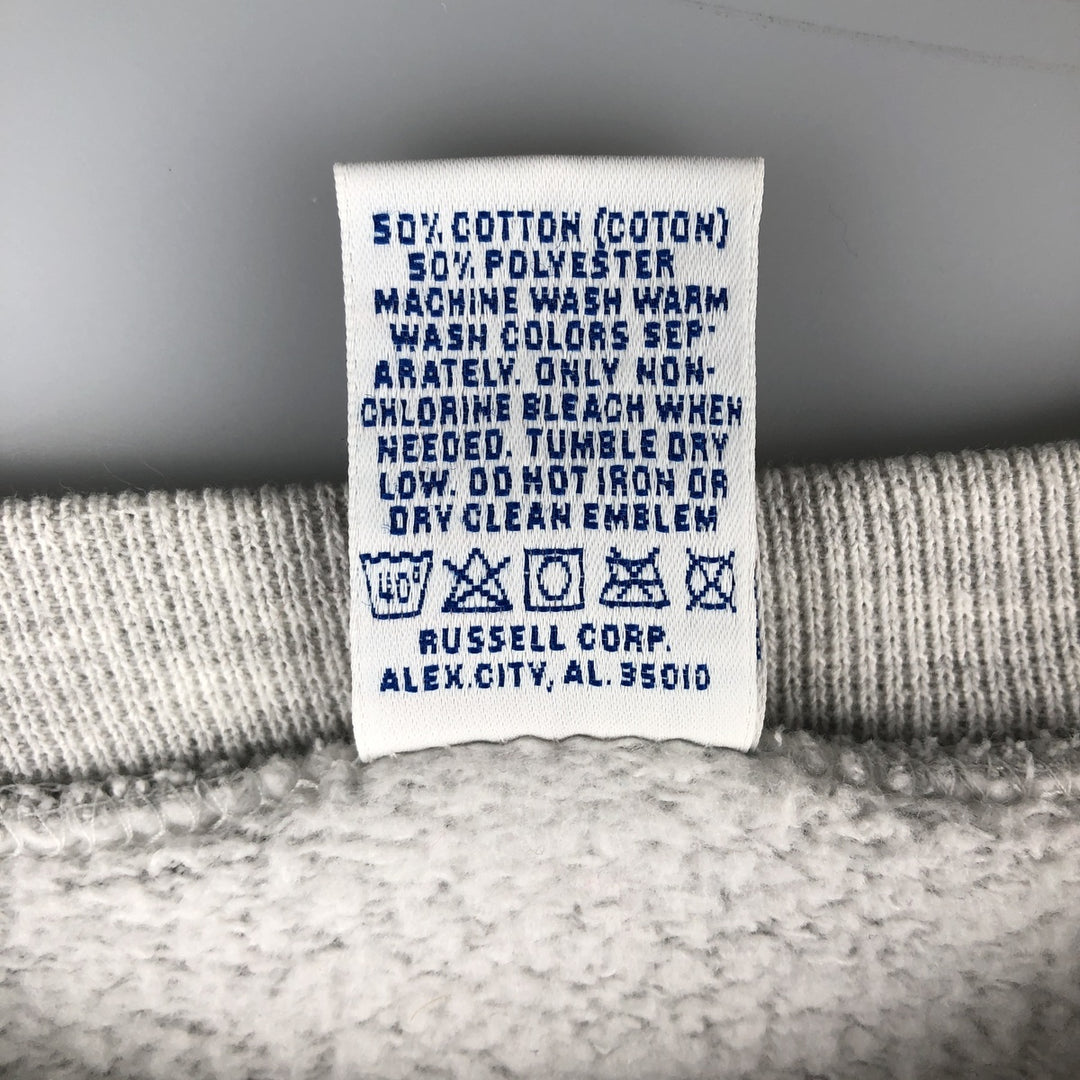 50% COTTON (COTON)
50% POLYESTER
MACHINE WASH WARM
WASH COLORS SEP-
ARATELY. ONLY NON-
CHLORINE BLEACH WHEN
NEEDED. TUMBLE DRY
LOW. DO NOT IRON OR
DRY CLEAN EMBLEM
40°
RUSSELL CORP.
ALEX.CITY, AL. 35010